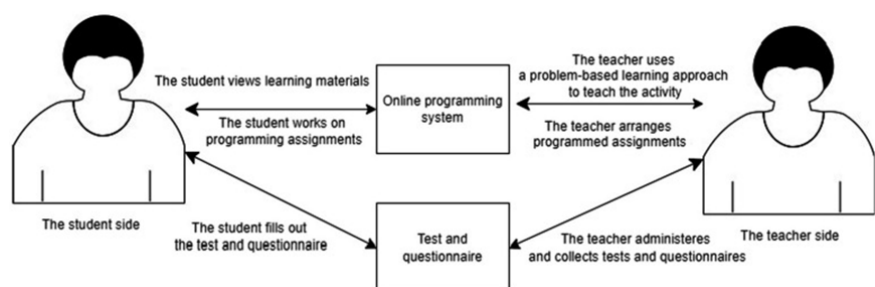 The student views learning materials
The student works on
programming assignments
Online programming
system
The teacher uses
a problem-based learning approach
to teach the activity
The teacher arranges
programmed assignments
The student side
The student fills out
the test and questionnaire
Test and
questionnaire
The teacher administeres
and collects tests and questionnaires
The teacher side